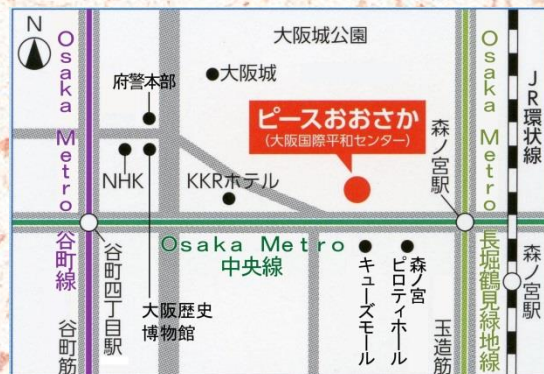 N
大阪城公園
大阪城
府警本部
ピースおおさか
(大阪国際平和センター)
NHK
KKRホテル
大阪歴史
博物館
Osaka Metro 谷町線
谷町四丁目駅
谷町筋
Osaka Metro
中央線
キューズモール
森ノ宮
ピロティホール
森ノ宮駅
玉造筋
Osaka Metro 長堀鶴見緑地線
JR環状線
森ノ宮駅